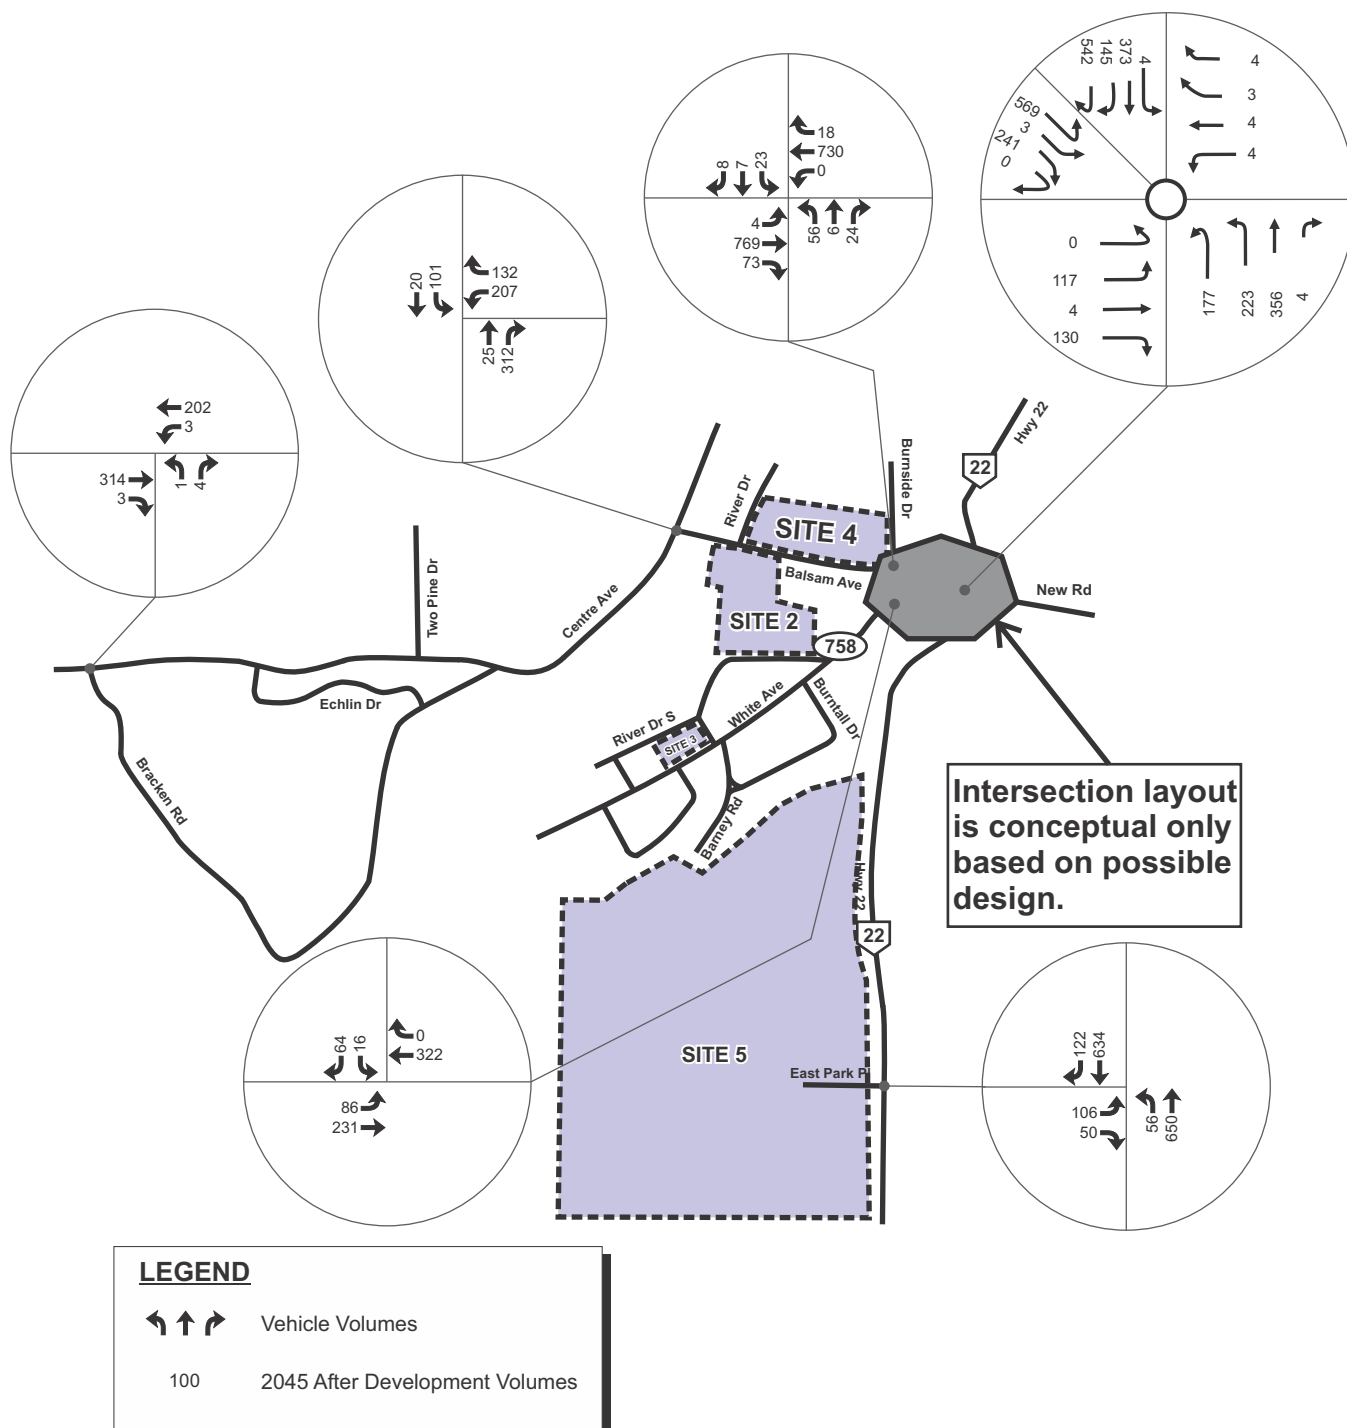 542
145
373
4
4
3
4
4
569
3
241
0
0
117
4
130
177
223
356
4
18
730
0
8
7
23
4
769
73
56
6
24
20
101
132
207
25
312
202
3
314
3
1
4
Hwy 22
22
Burnside Dr
River Dr
SITE 4
Balsam Ave
New Rd
Two Pine Dr
Centre Ave
SITE 2
758
Echlin Dr
White Ave
Burntall Dr
River Dr S
SITE 3
Bracken Rd
Barney Rd
Intersection layout
is conceptual only
based on possible
design.
Hwy 22
22
SITE 5
East Park P
64
16
0
322
86
231
122
634
106
50
56
650
LEGEND
Vehicle Volumes
100 2045 After Development Volumes